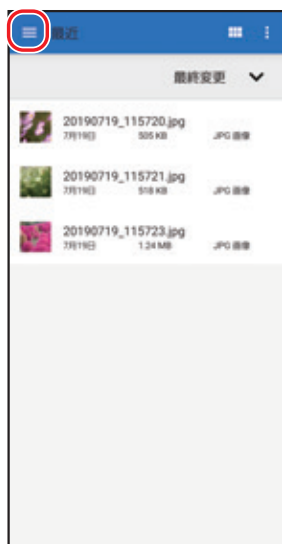 最近
最終変更
20190719_115720.jpg
7月19日 505 KB JPG 画像
20190719_115721.jpg
7月19日 518 KB JPG 画像
20190719_115723.jpg
7月19日 1.24 MB JPG 画像